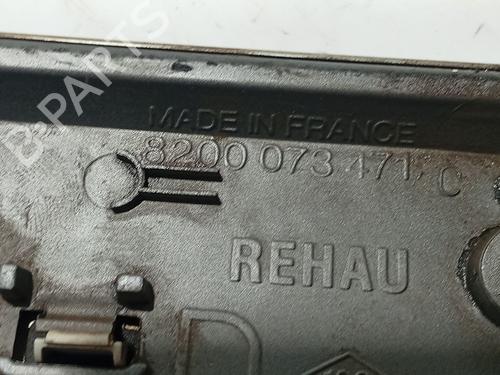 B-PARTS
MADE IN FRANCE
8200 073 471 C
REHAU
D